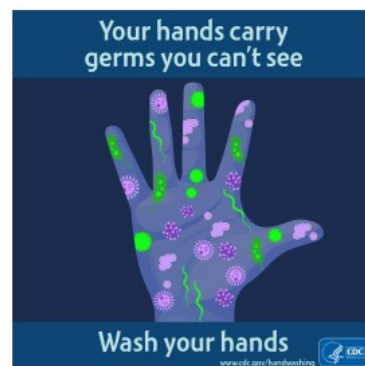 Your hands carry
germs you can't see
Wash your hands
www.cdc.gov/handwashing
CDC